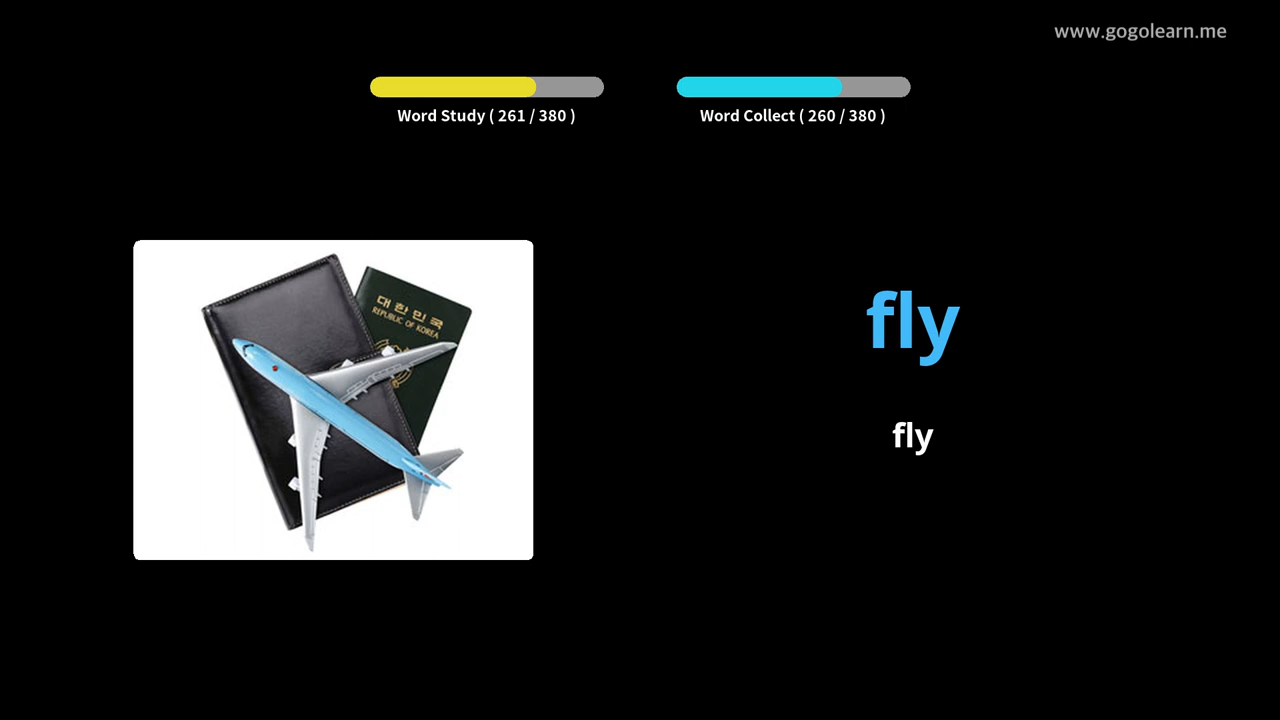 www.gogolearn.me
Word Study ( 261 / 380 )
Word Collect ( 260 / 380 )
대한민국
REPUBLIC OF KOREA
fly
fly